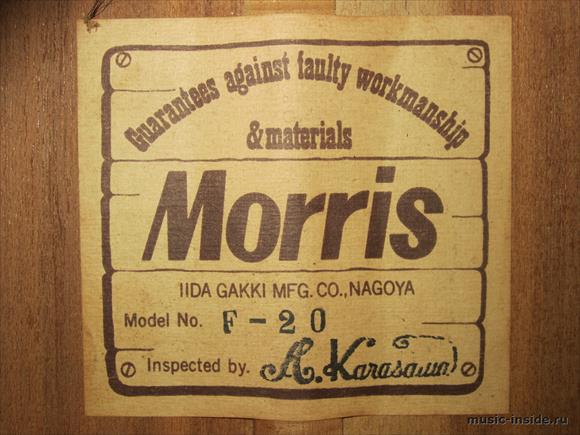 Guarantees against faulty workmanship
& materials
Morris
IIDA GAKKI MFG. CO., NAGOYA
Model No. F-20
Inspected by. A. Karasawa
music-inside.ru